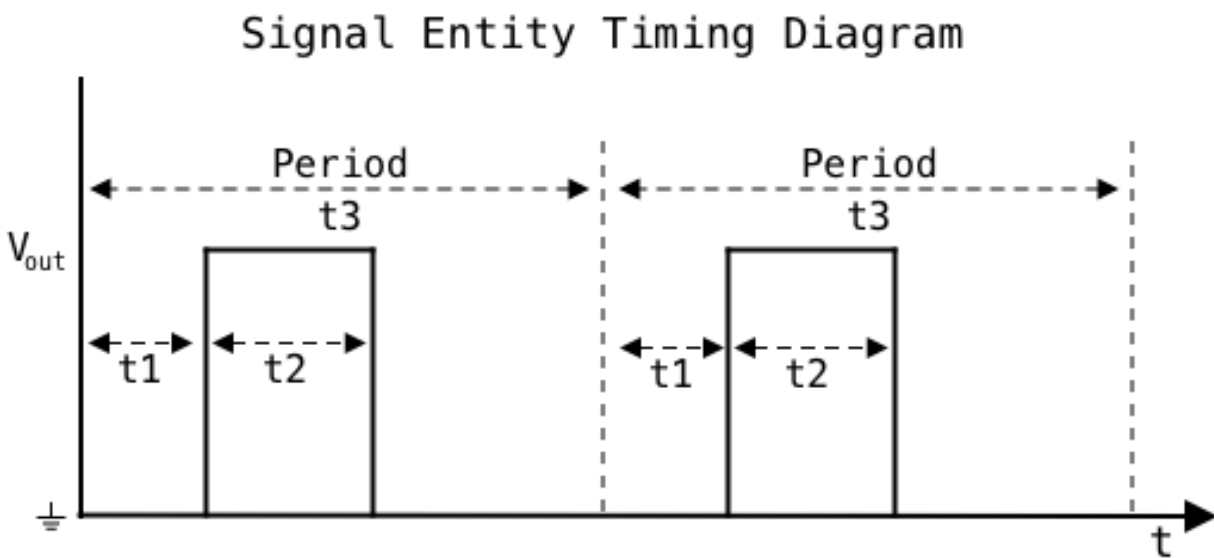 Signal Entity Timing Diagram
Period Period
t3 t3
Vout
t1 t2 t1 t2
t